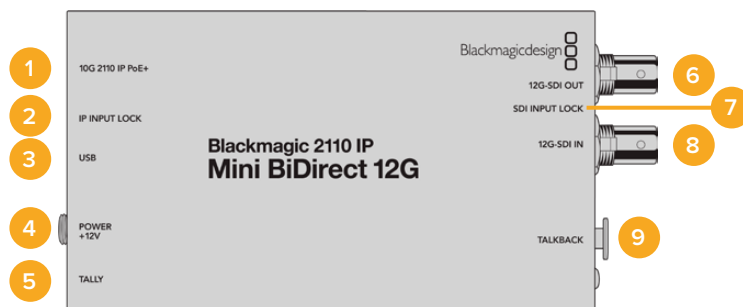 1
10G 2110 IP PoE+
2
IP INPUT LOCK
3
USB
4
POWER
+12V
5
TALLY
Blackmagic 2110 IP
Mini BiDirect 12G
Blackmagicdesign
12G-SDI OUT
6
SDI INPUT LOCK
7
12G-SDI IN
8
TALKBACK
9